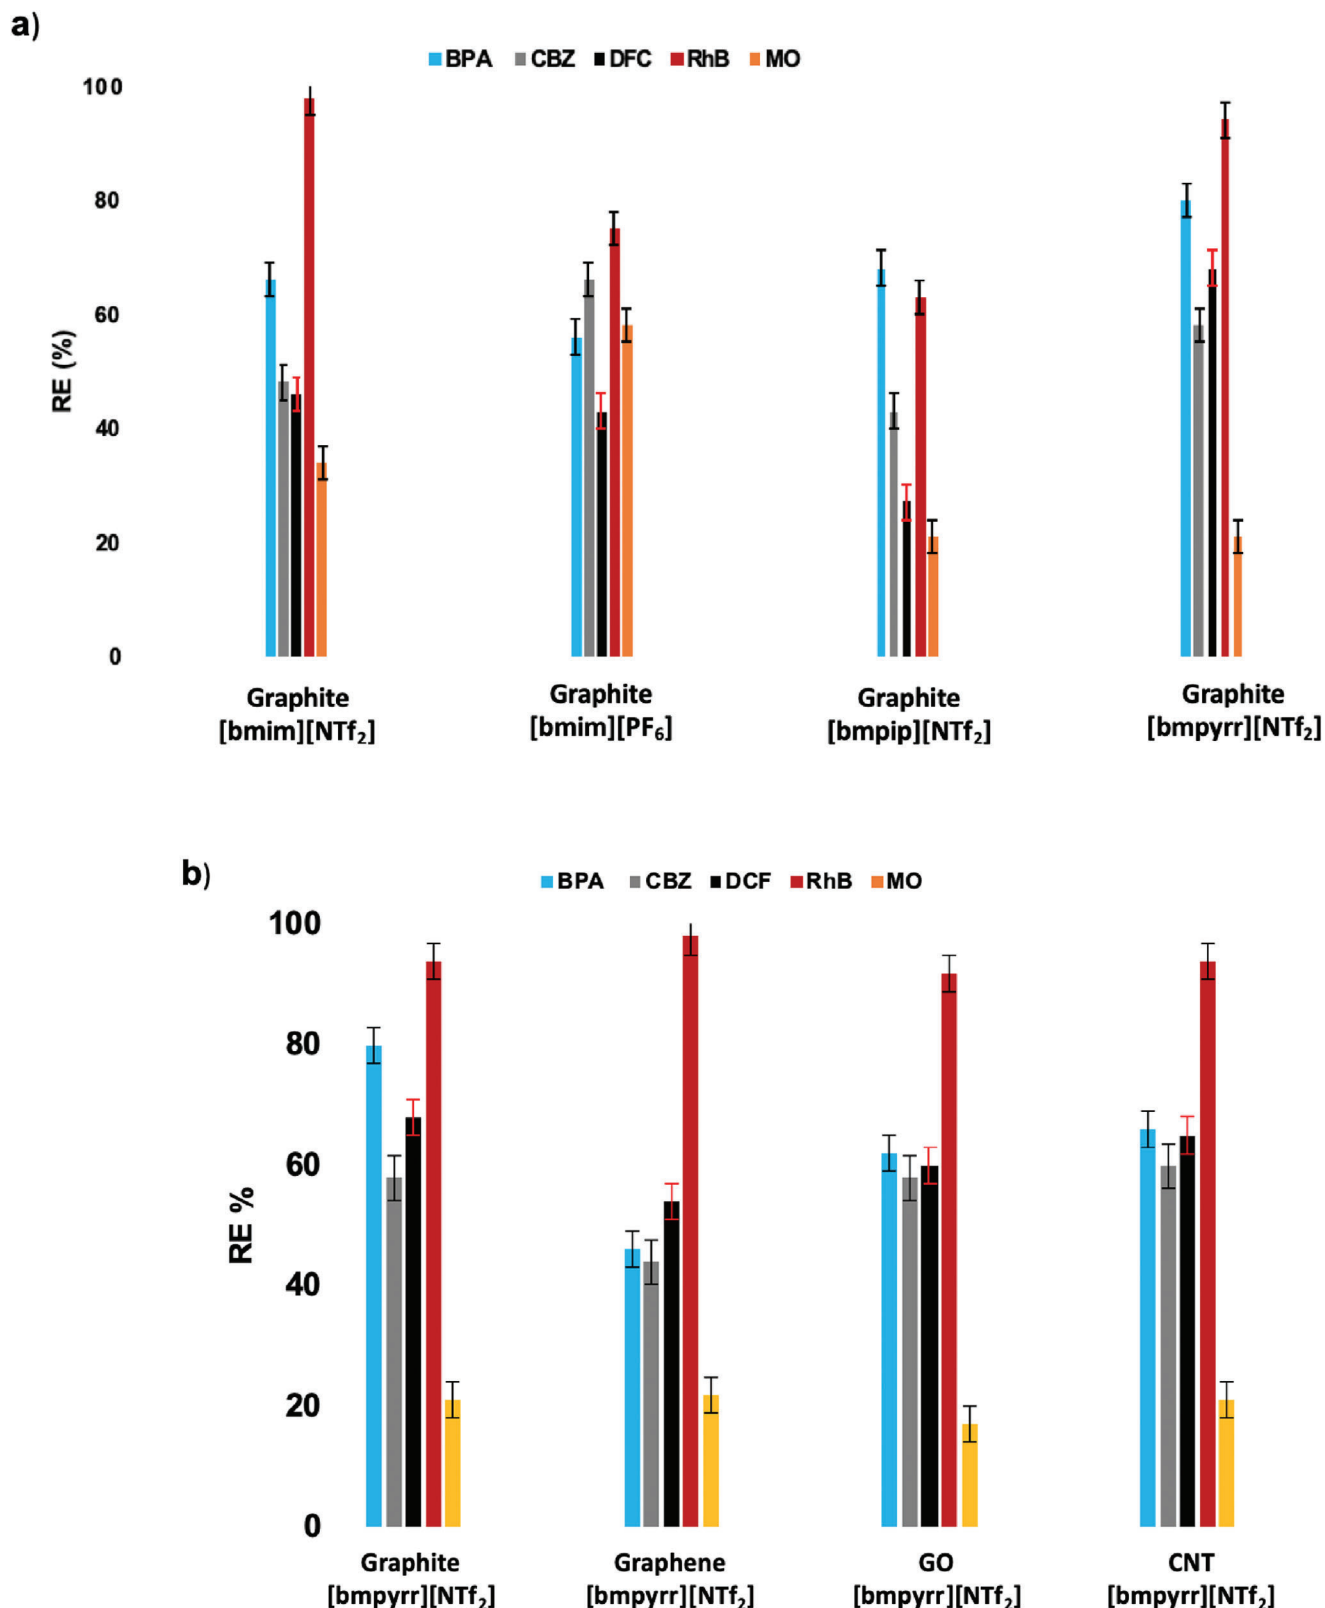 a)
BPA CBZ DFC RhB MO
100
80
60
40
20
0
RE (%)
Graphite
[bmim][NTf₂]
Graphite
[bmim][PF₆]
Graphite
[bmpip][NTf₂]
Graphite
[bmpyrr][NTf₂]
b)
BPA CBZ DCF RhB MO
100
80
60
40
20
0
RE %
Graphite
[bmpyrr][NTf₂]
Graphene
[bmpyrr][NTf₂]
GO
[bmpyrr][NTf₂]
CNT
[bmpyrr][NTf₂]